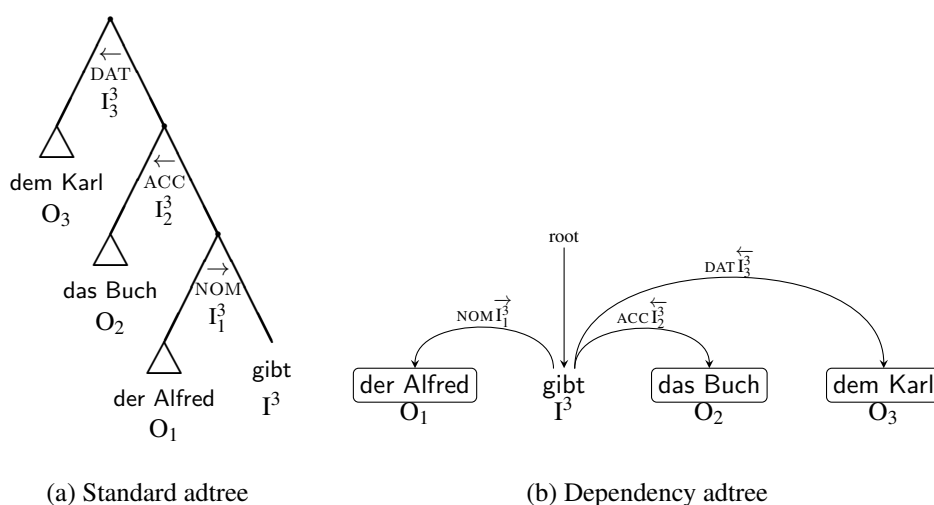 ←
DAT
I₃³
dem Karl
O₃
←
ACC
I₂³
das Buch
O₂
→
NOM
I₁³
der Alfred
O₁
gibt
I³
(a) Standard adtree
root
NOM I₁³→
ACC I₂³←
DAT I₃³←
der Alfred gibt das Buch dem Karl
O₁ I³ O₂ O₃
(b) Dependency adtree